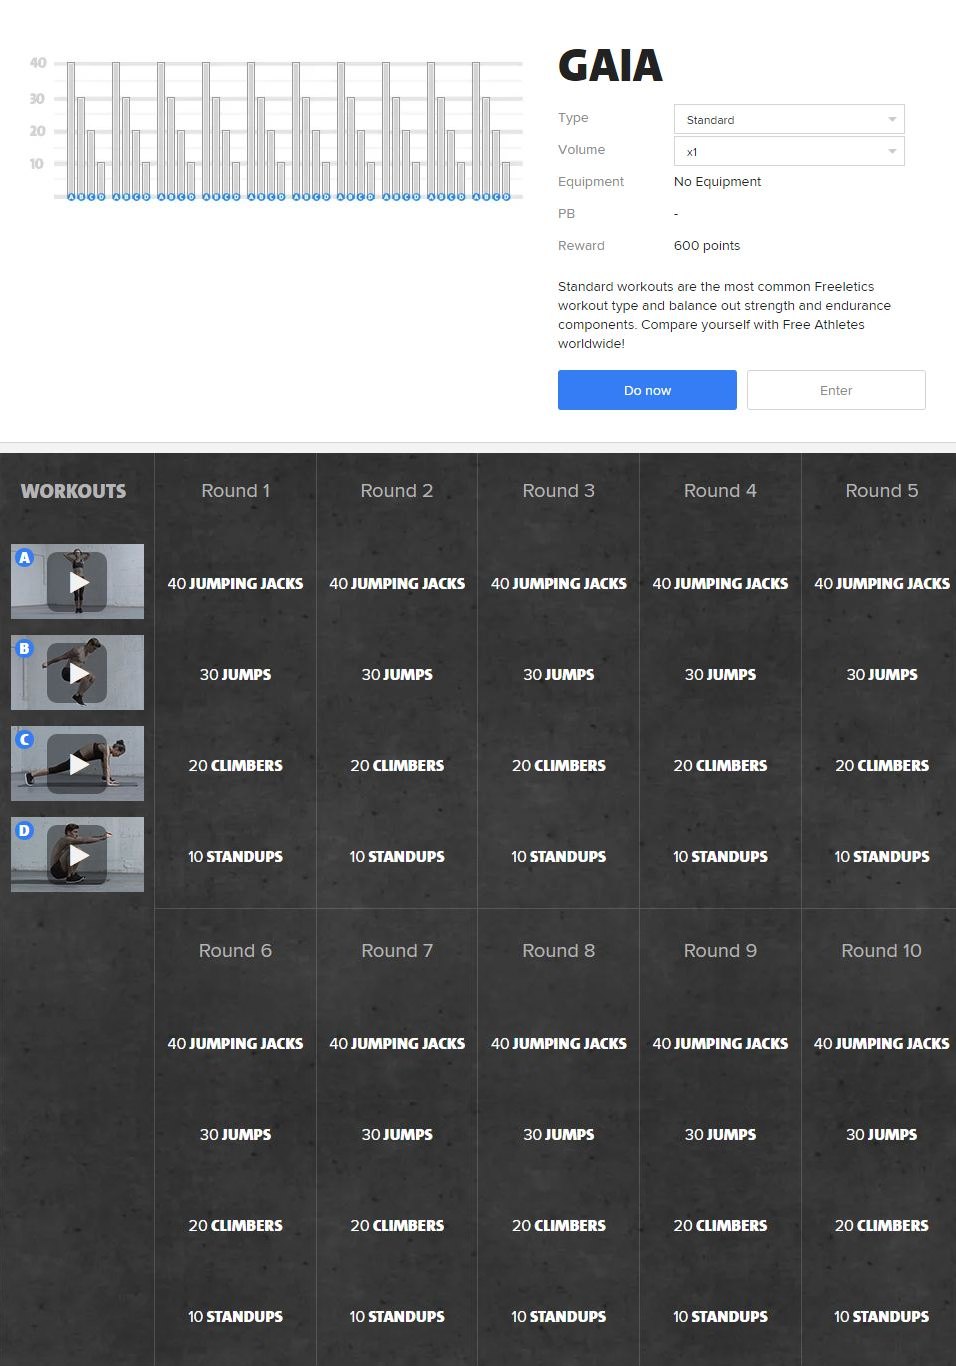 GAIA
40
30
20
10
A B C D A B C D A B C D A B C D A B C D A B C D A B C D A B C D A B C D A B C D
Type Standard
Volume x1
Equipment No Equipment
PB -
Reward 600 points
Standard workouts are the most common Freeletics
workout type and balance out strength and endurance
components. Compare yourself with Free Athletes
worldwide!
Do now Enter
WORKOUTS Round 1 Round 2 Round 3 Round 4 Round 5
A 40 JUMPING JACKS 40 JUMPING JACKS 40 JUMPING JACKS 40 JUMPING JACKS 40 JUMPING JACKS
B 30 JUMPS 30 JUMPS 30 JUMPS 30 JUMPS 30 JUMPS
C 20 CLIMBERS 20 CLIMBERS 20 CLIMBERS 20 CLIMBERS 20 CLIMBERS
D 10 STANDUPS 10 STANDUPS 10 STANDUPS 10 STANDUPS 10 STANDUPS
Round 6 Round 7 Round 8 Round 9 Round 10
40 JUMPING JACKS 40 JUMPING JACKS 40 JUMPING JACKS 40 JUMPING JACKS 40 JUMPING JACKS
30 JUMPS 30 JUMPS 30 JUMPS 30 JUMPS 30 JUMPS
20 CLIMBERS 20 CLIMBERS 20 CLIMBERS 20 CLIMBERS 20 CLIMBERS
10 STANDUPS 10 STANDUPS 10 STANDUPS 10 STANDUPS 10 STANDUPS